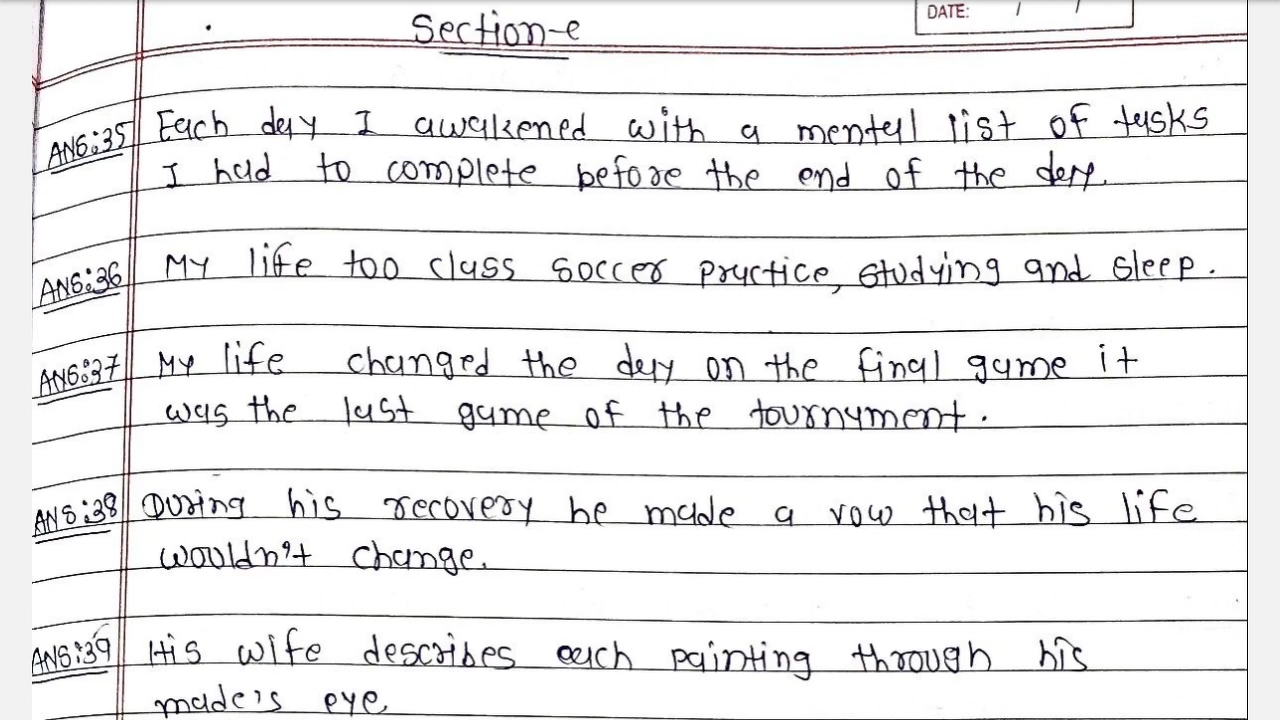 DATE: / /
Section-e
ANS:35 Each day I awakened with a mental list of tasks
I had to complete before the end of the day.
ANS:36 My life too class soccer practice, studying and sleep.
ANS:37 My life changed the day on the final game it
was the last game of the tournament.
ANS:38 During his recovery he made a vow that his life
wouldn't change.
ANS:39 His wife describes each painting through his
made's eye